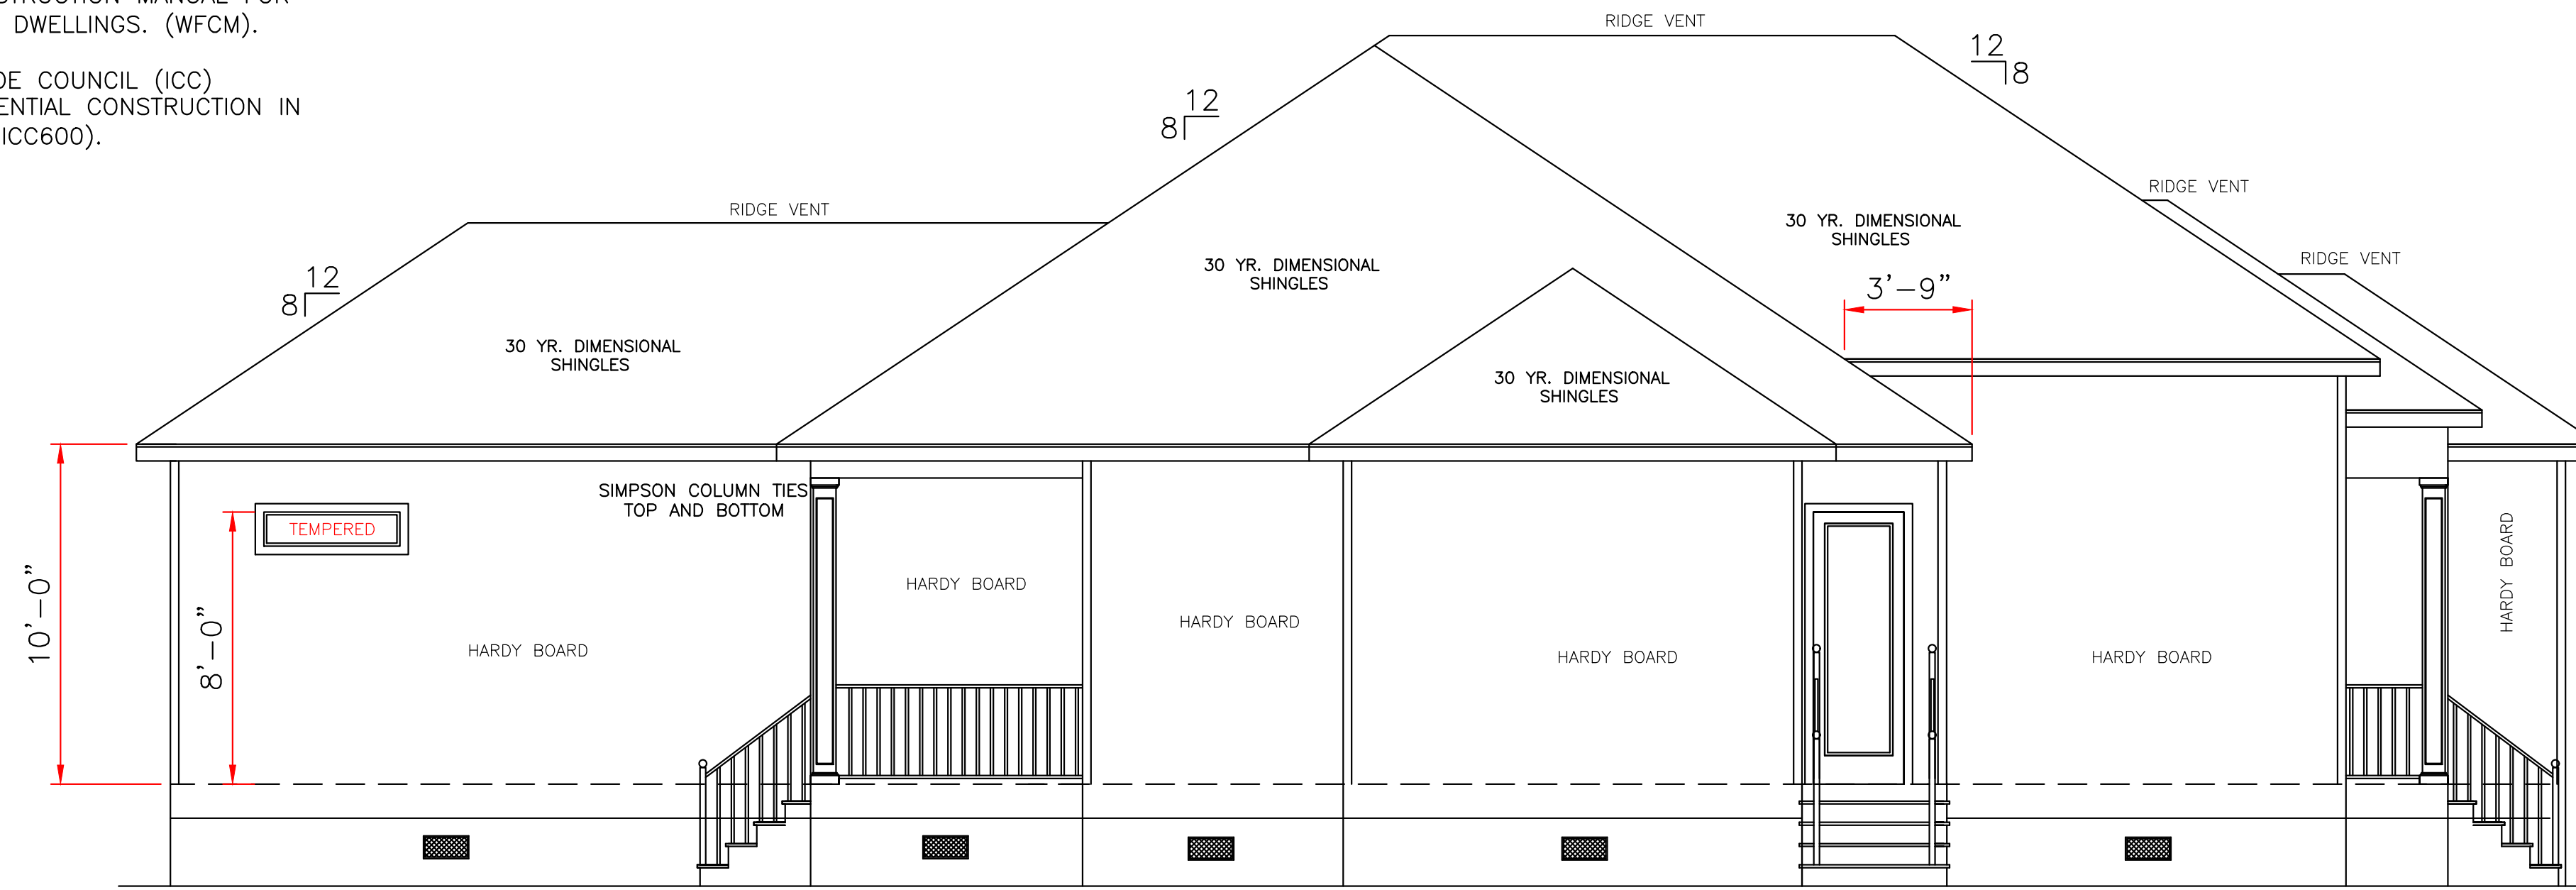 DWELLINGS. (WFCM).
COUNCIL (ICC)
CONSTRUCTION IN
ICC600).
RIDGE VENT
12
8
12
8
RIDGE VENT
RIDGE VENT
RIDGE VENT
12
8
30 YR. DIMENSIONAL
SHINGLES
30 YR. DIMENSIONAL
SHINGLES
30 YR. DIMENSIONAL
SHINGLES
30 YR. DIMENSIONAL
SHINGLES
3'-9"
10'-0"
8'-0"
TEMPERED
SIMPSON COLUMN TIES
TOP AND BOTTOM
HARDY BOARD
HARDY BOARD
HARDY BOARD
HARDY BOARD
HARDY BOARD
HARDY BOARD